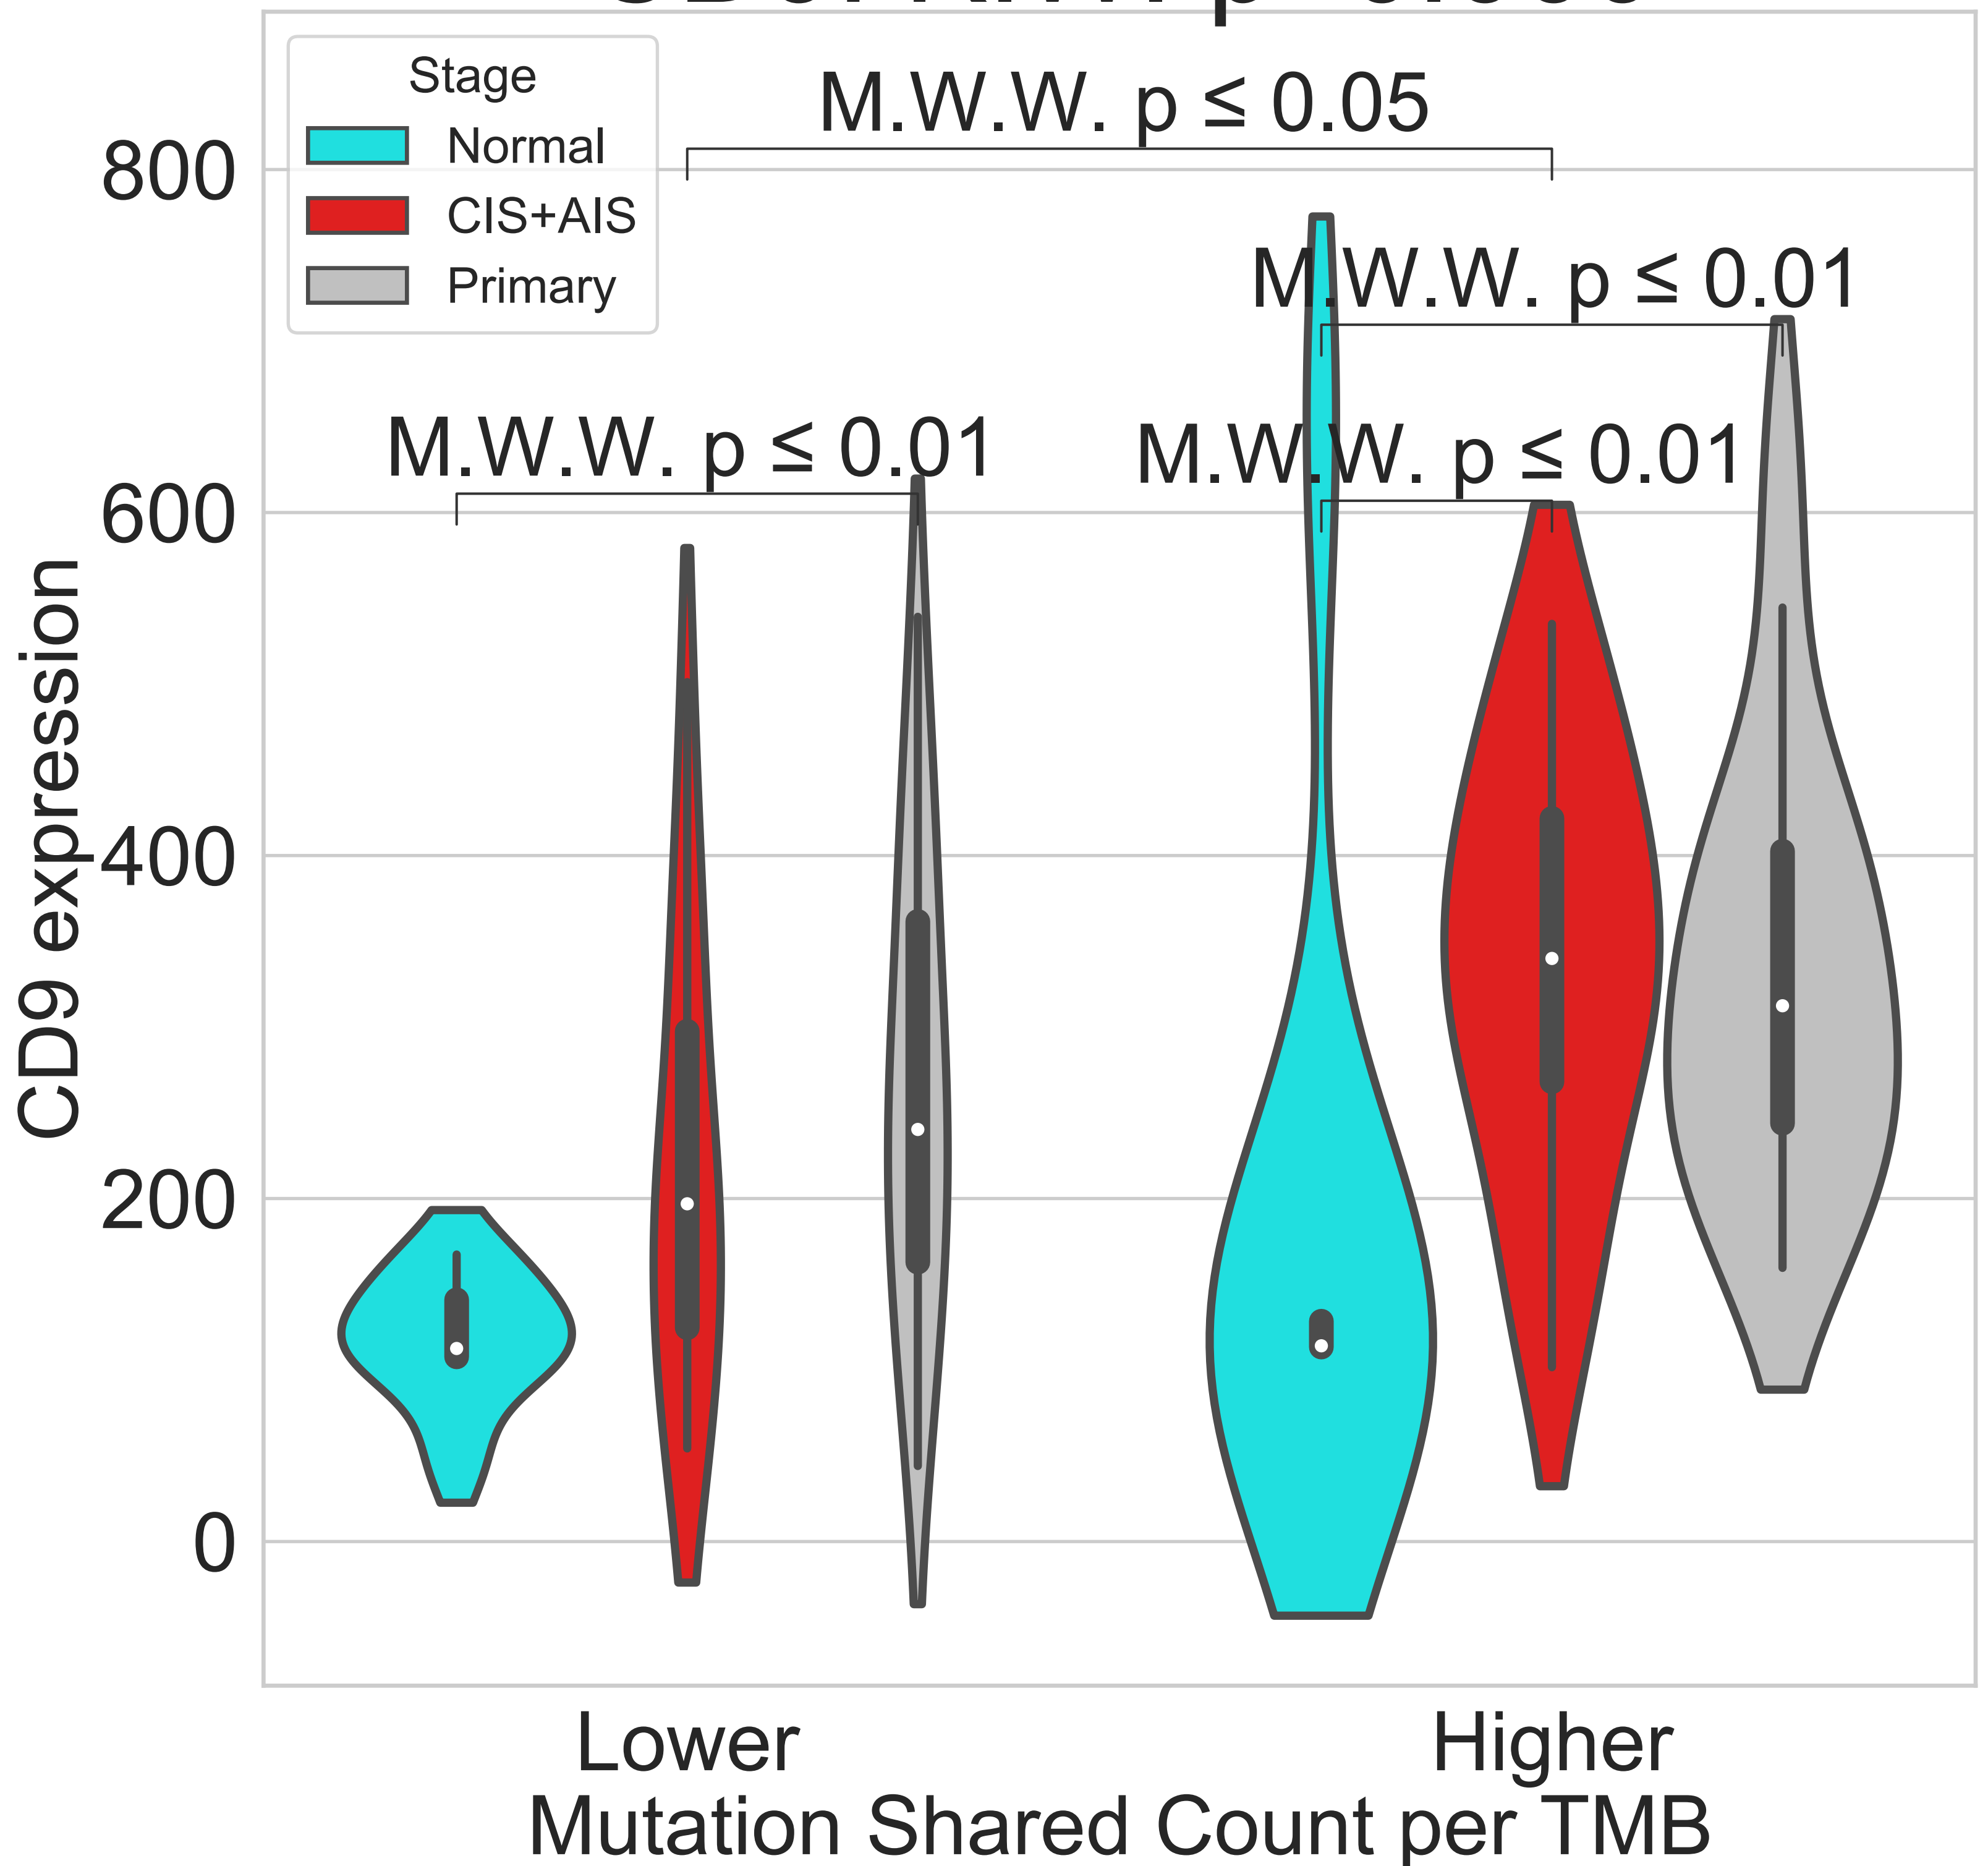 Stage
Normal
CIS+AIS
Primary
M.W.W. p ≤ 0.05
M.W.W. p ≤ 0.01
M.W.W. p ≤ 0.01
M.W.W. p ≤ 0.01
800
600
400
200
0
CD9 expression
Lower
Higher
Mutation Shared Count per TMB